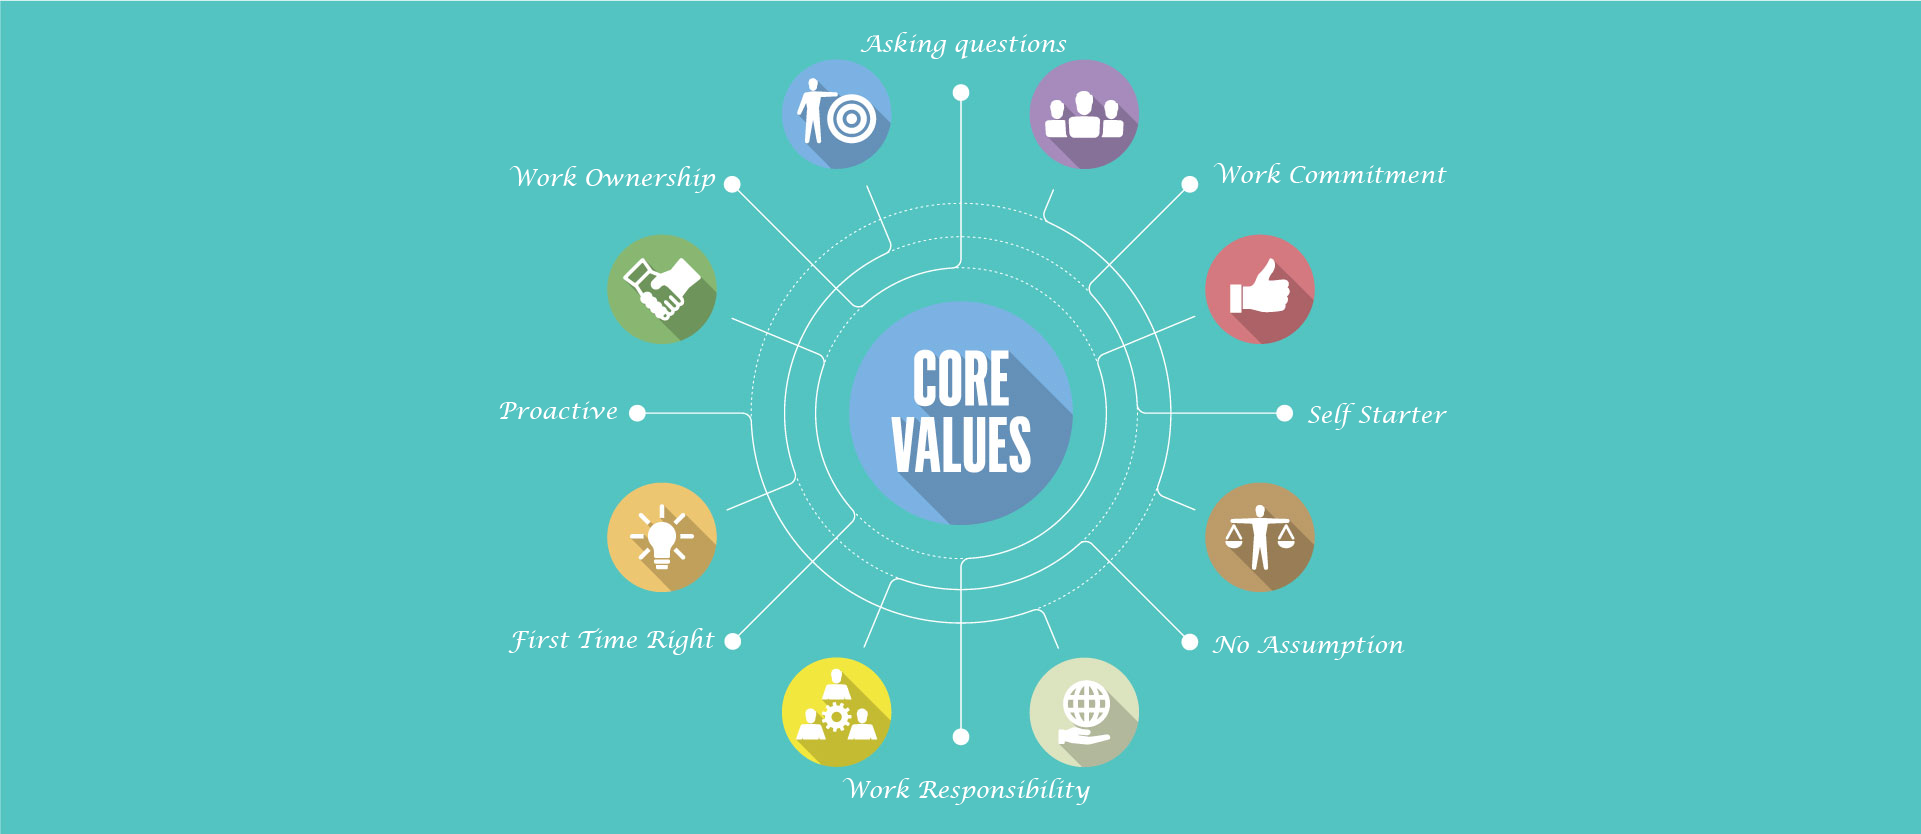 Asking questions
Work Ownership
Work Commitment
CORE
VALUES
Proactive
Self Starter
First Time Right
No Assumption
Work Responsibility